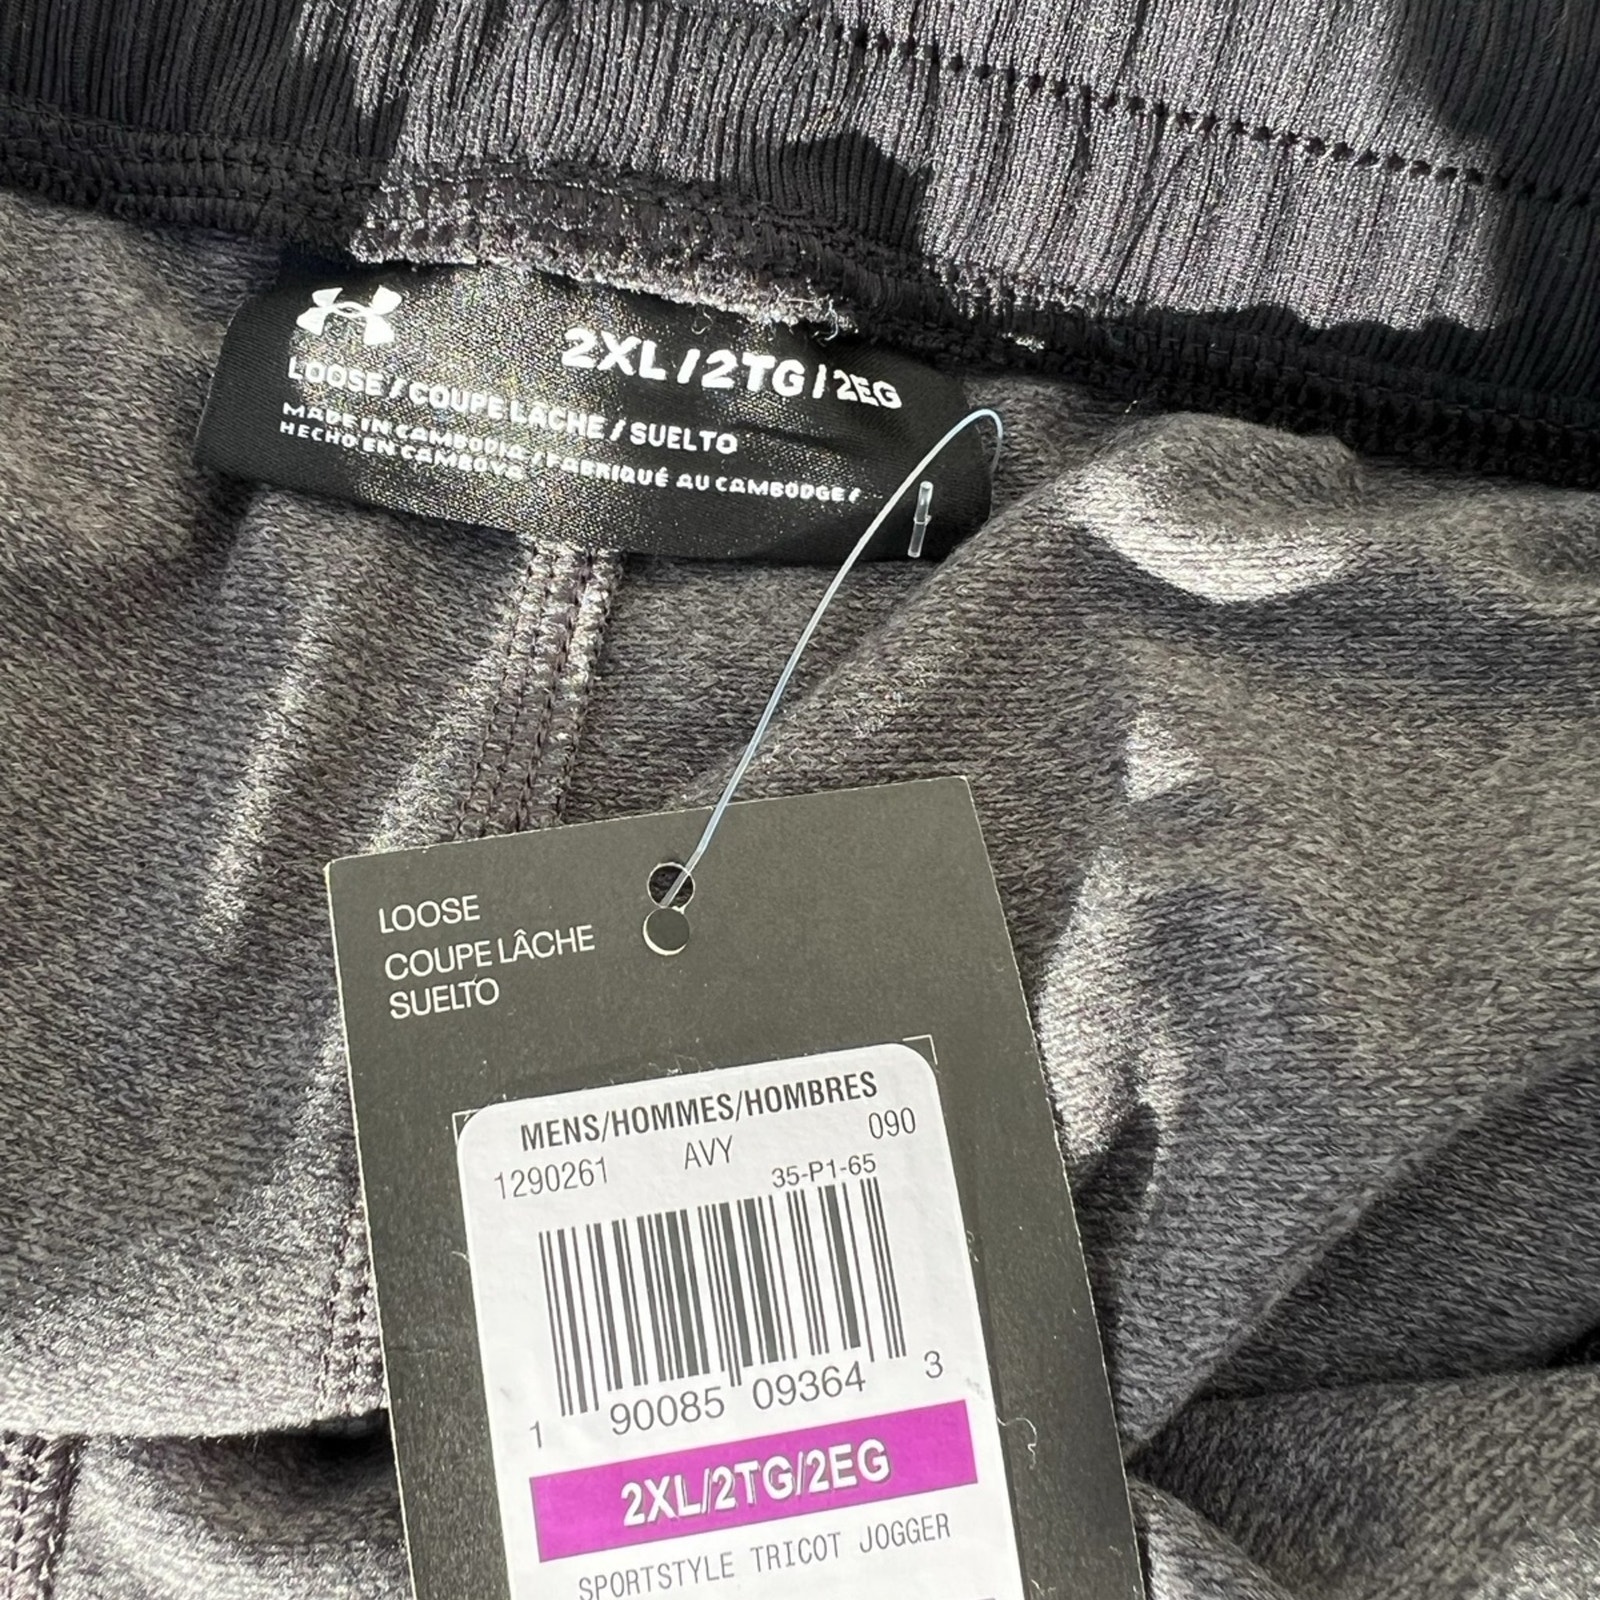 2XL/2TG/2EG
LOOSE/COUPE LÂCHE/SUELTO
MADE IN CAMBODIA/FABRIQUÉ AU CAMBODGE/
HECHO EN CAMBOYA
LOOSE
COUPE LÂCHE
SUELTO
MENS/HOMMES/HOMBRES
1290261 AVY 090
35-P1-65
1 90085 09364 3
2XL/2TG/2EG
SPORTSTYLE TRICOT JOGGER